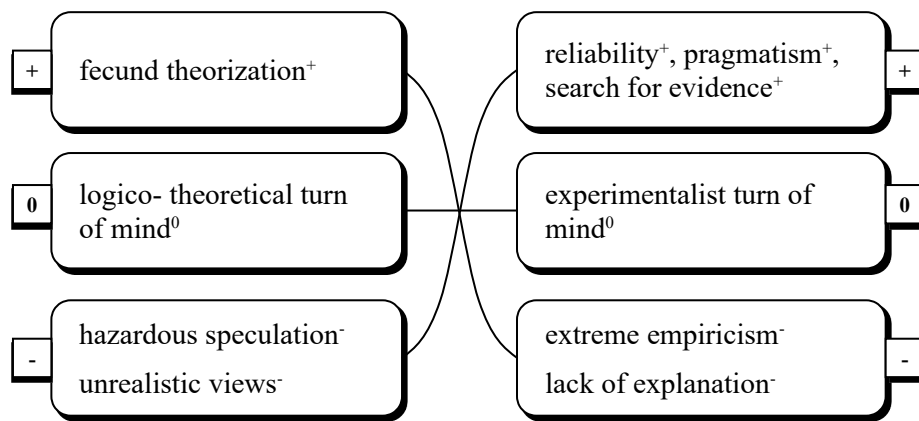 +
fecund theorization⁺
reliability⁺, pragmatism⁺,
search for evidence⁺
+
0
logico- theoretical turn
of mind⁰
experimentalist turn of
mind⁰
0
-
hazardous speculation⁻
unrealistic views⁻
extreme empiricism⁻
lack of explanation⁻
-